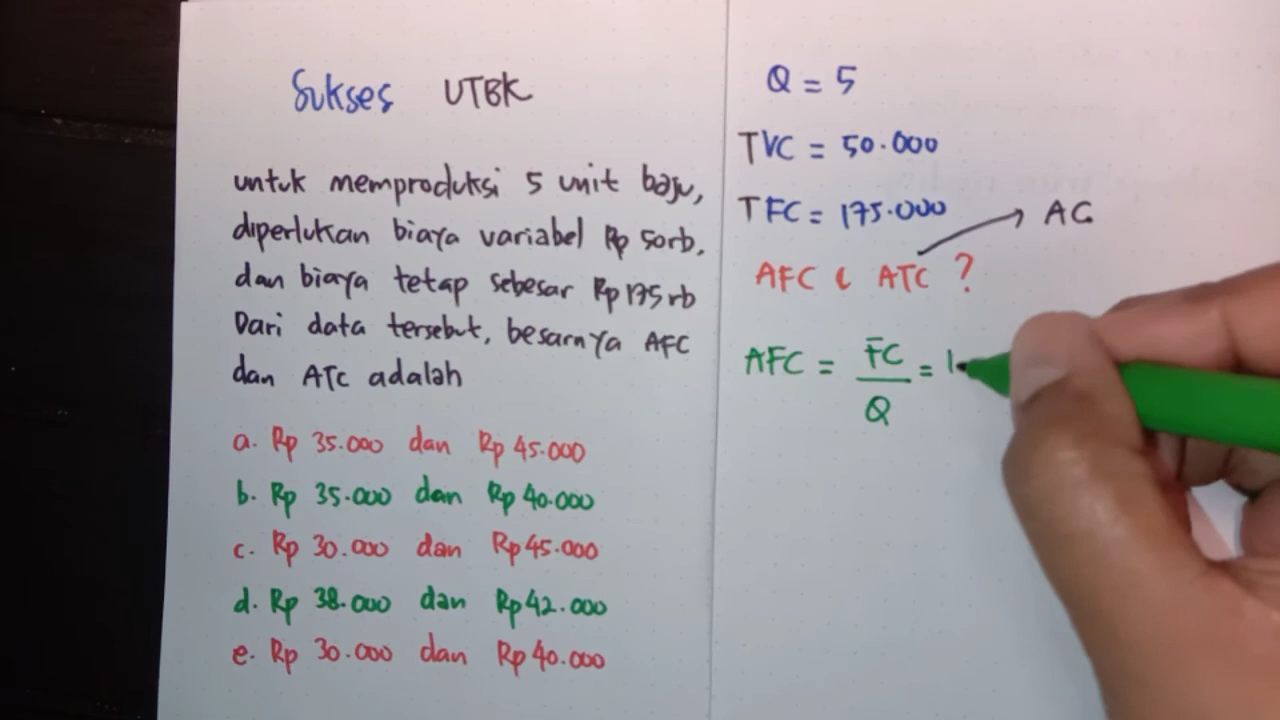 Sukses UTBK
untuk memproduksi 5 unit baju,
diperlukan biaya variabel Rp 50rb,
dan biaya tetap sebesar Rp 175 rb
Dari data tersebut, besarnya AFC
dan ATC adalah
a. Rp 35.000 dan Rp 45.000
b. Rp 35.000 dan Rp 40.000
c. Rp 30.000 dan Rp 45.000
d. Rp 38.000 dan Rp 42.000
e. Rp 30.000 dan Rp 40.000
Q = 5
TVC = 50.000
TFC = 175.000 → AC
AFC & ATC ?
AFC = FC / Q = 1